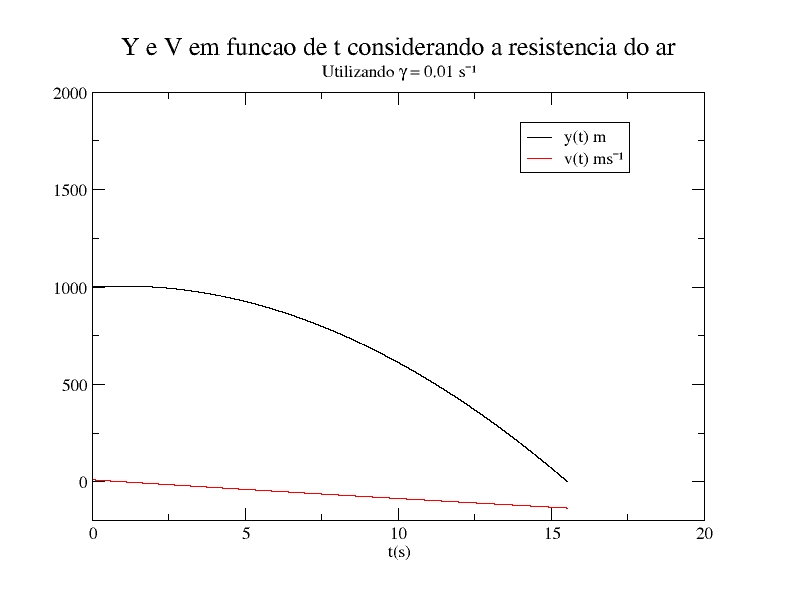 Y e V em funcao de t considerando a resistencia do ar
Utilizando γ = 0.01 s⁻¹
2000
y(t) m
v(t) ms⁻¹
1500
1000
500
0
0 5 10 15 20
t(s)